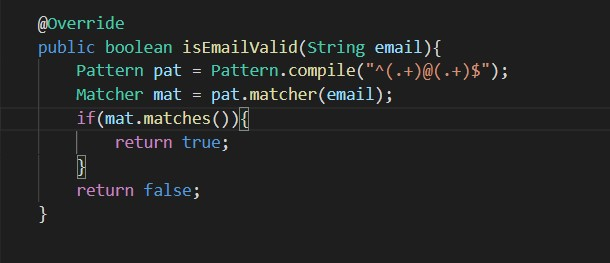 @Override
public boolean isEmailValid(String email){
    Pattern pat = Pattern.compile("^(.+)@(.+)$");
    Matcher mat = pat.matcher(email);
    if(mat.matches()){
        return true;
    }
    return false;
}